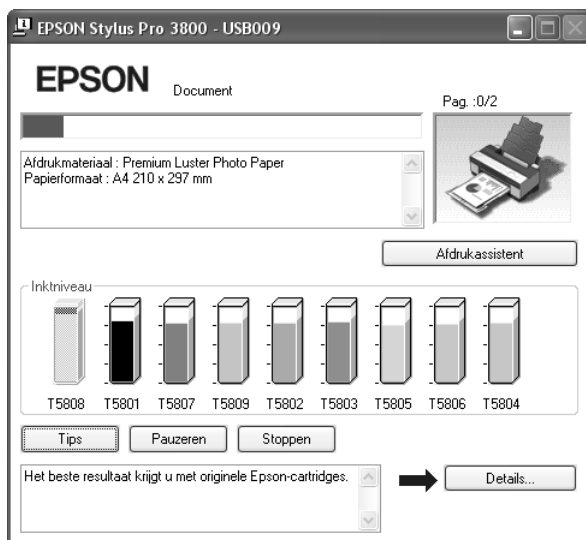 EPSON Stylus Pro 3800 - USB009
EPSON
Document
Pag. :0/2
Afdrukmateriaal : Premium Luster Photo Paper
Papierformaat : A4 210 x 297 mm
Afdrukassistent
Inktniveau
T5808 T5801 T5807 T5809 T5802 T5803 T5805 T5806 T5804
Tips Pauzeren Stoppen
Het beste resultaat krijgt u met originele Epson-cartridges.
Details...